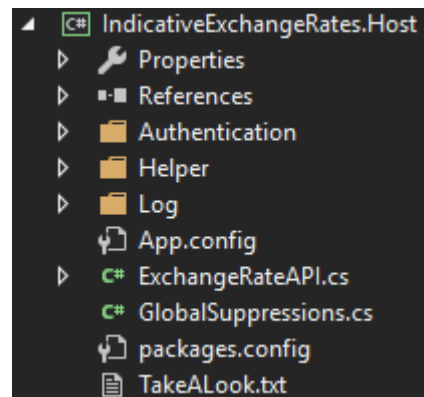 C# IndicativeExchangeRates.Host
Properties
References
Authentication
Helper
Log
App.config
C# ExchangeRateAPI.cs
C# GlobalSuppressions.cs
packages.config
TakeALook.txt